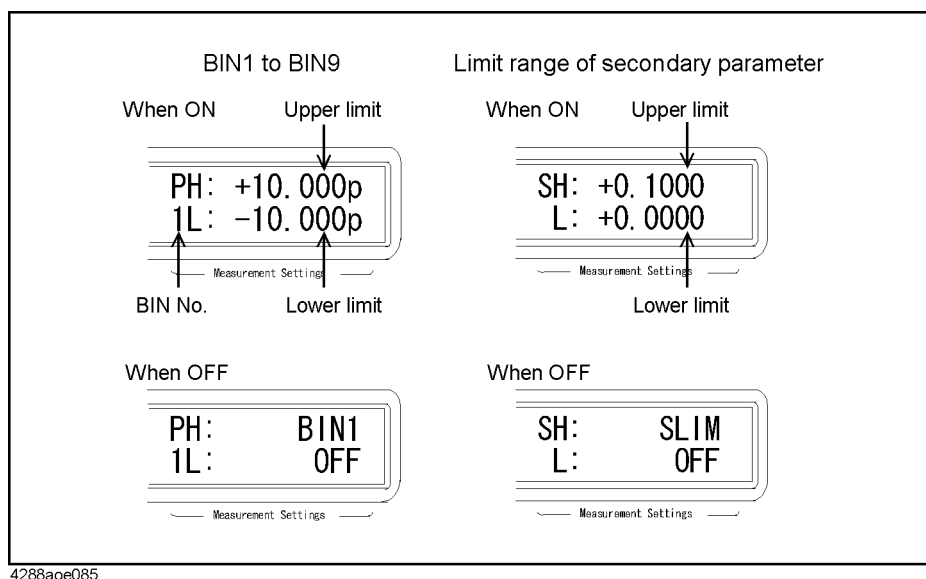 BIN1 to BIN9
Limit range of secondary parameter
When ON
Upper limit
When ON
Upper limit
PH: +10.000p
1L: -10.000p
Measurement Settings
BIN No.
Lower limit
SH: +0.1000
L: +0.0000
Measurement Settings
Lower limit
When OFF
When OFF
PH: BIN1
1L: OFF
Measurement Settings
SH: SLIM
L: OFF
Measurement Settings
4288aoe085